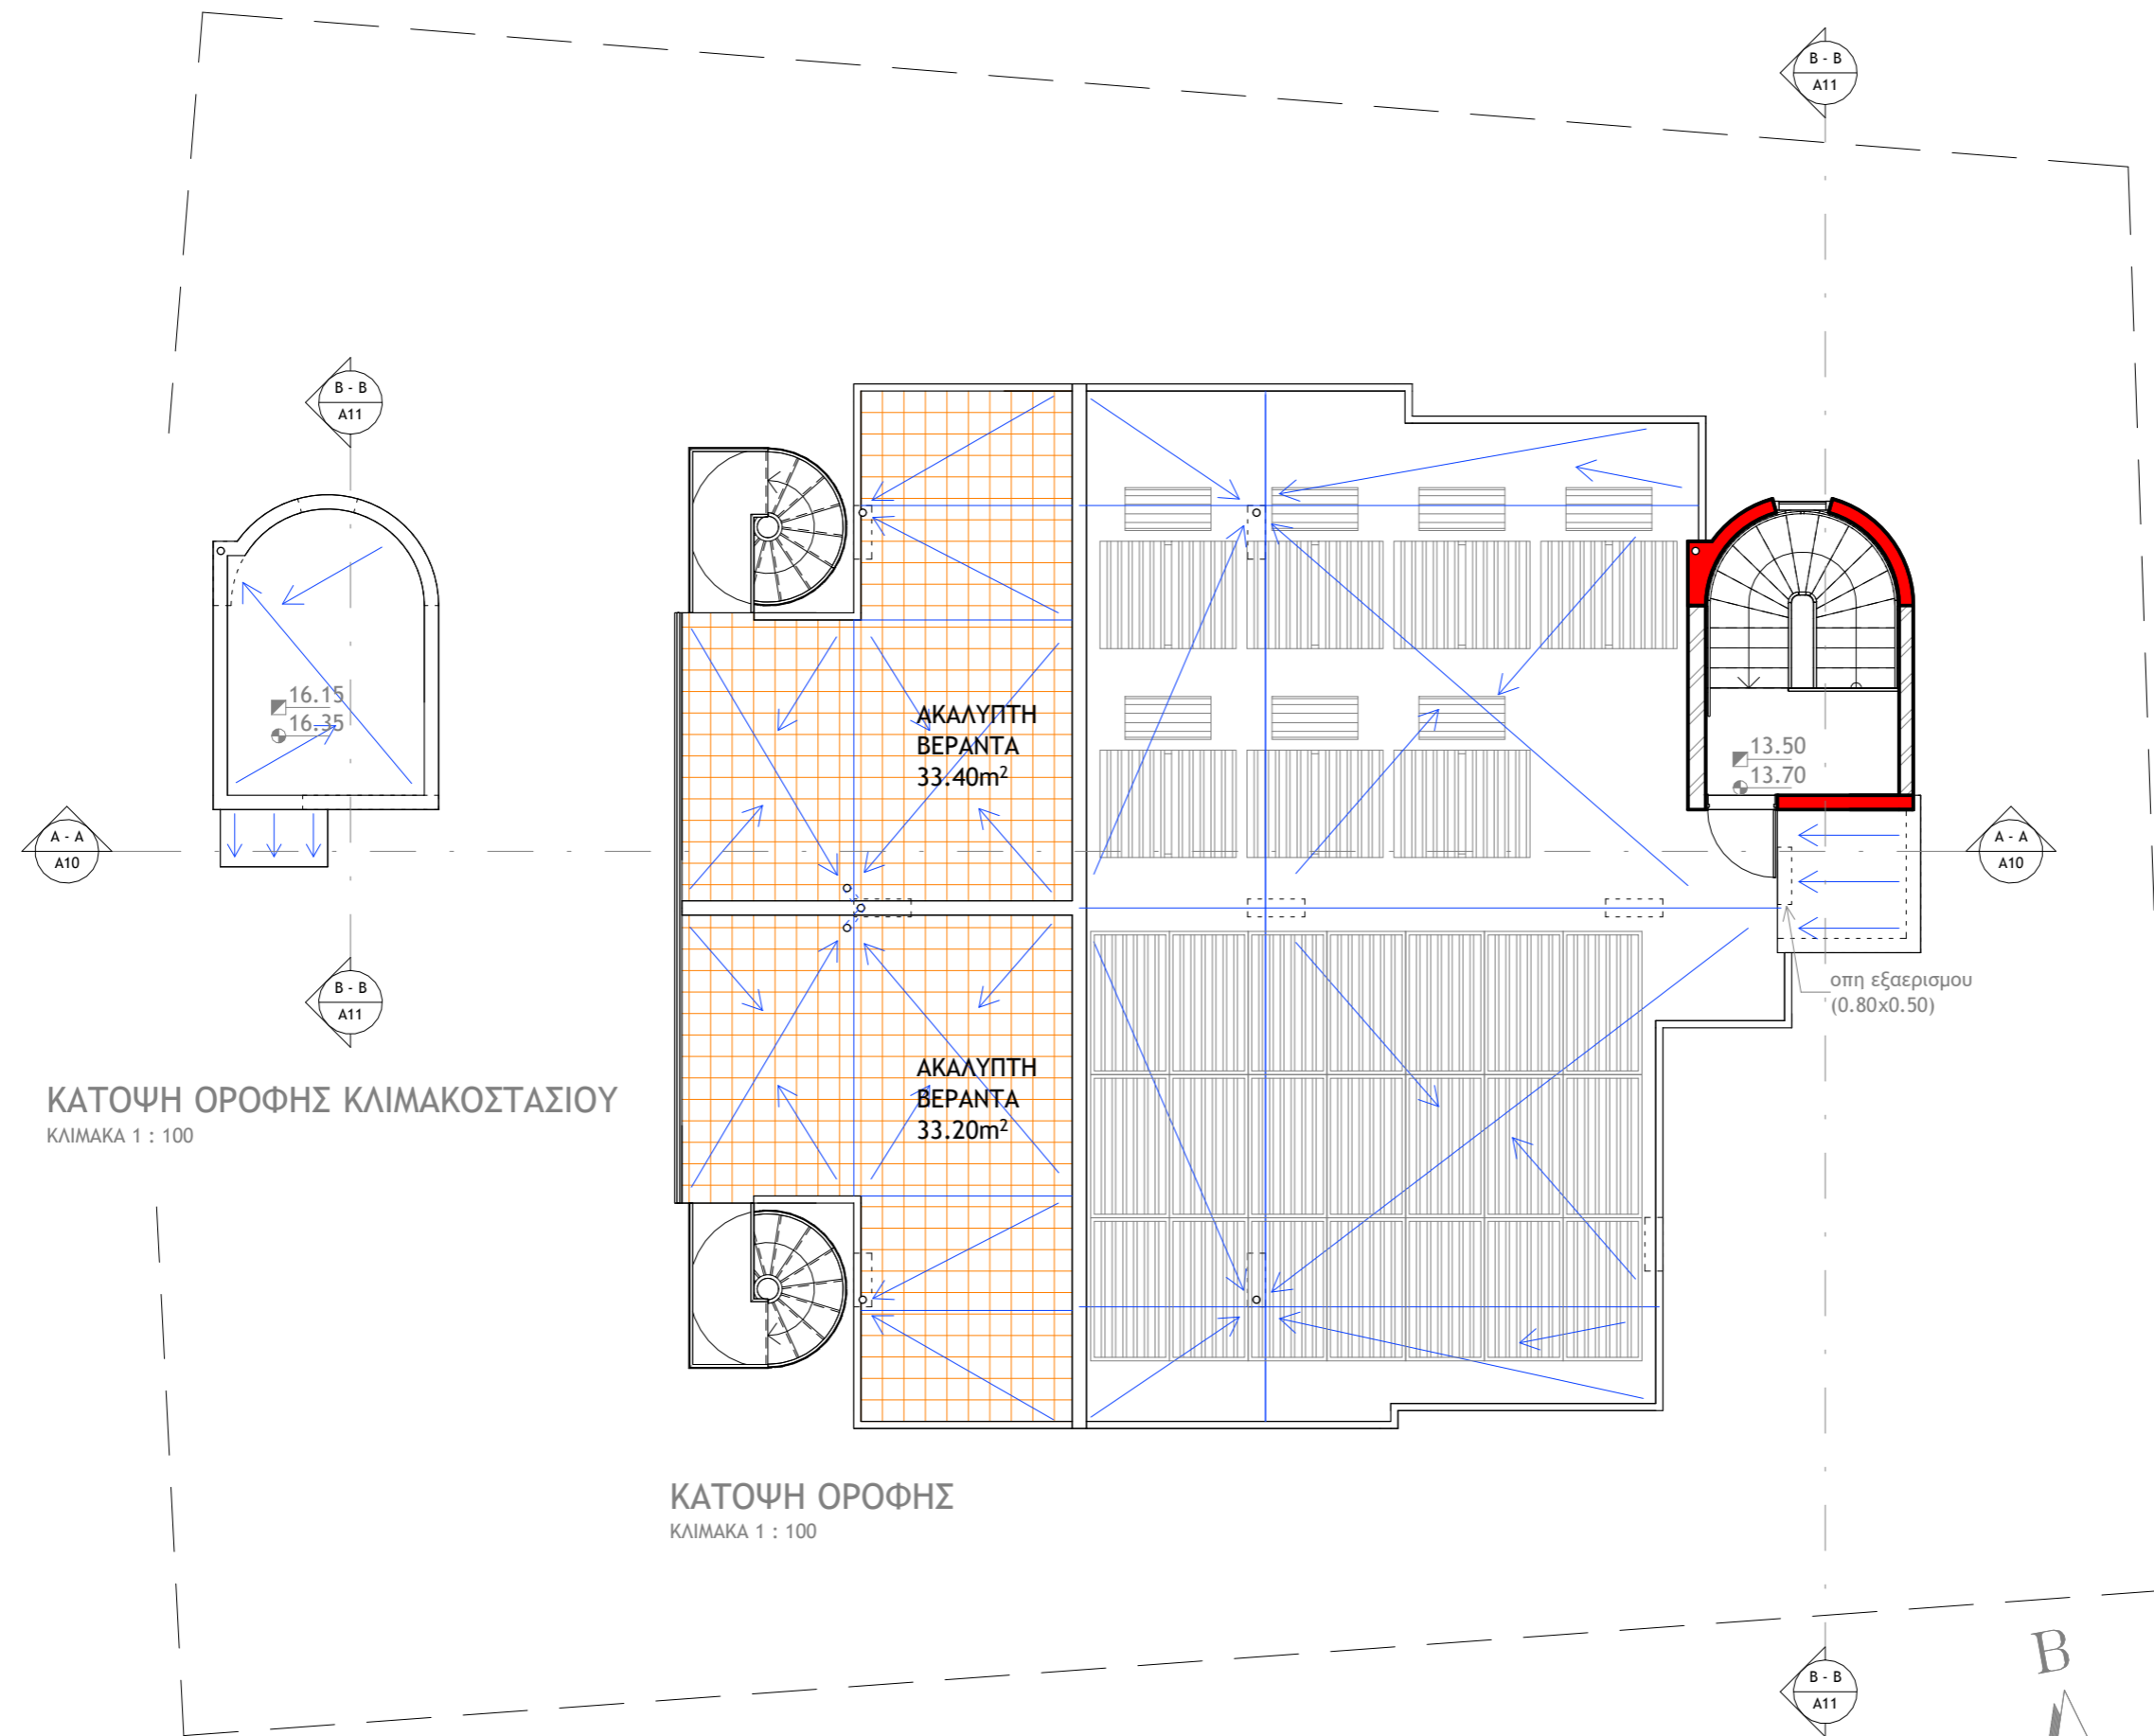 B - B
A11
B - B
A11
16.15
16.35
A - A
A10
B - B
A11
ΚΑΤΟΨΗ ΟΡΟΦΗΣ ΚΛΙΜΑΚΟΣΤΑΣΙΟΥ
ΚΛΙΜΑΚΑ 1 : 100
ΑΚΑΛΥΠΤΗ
ΒΕΡΑΝΤΑ
33.40m²
13.50
13.70
A - A
A10
οπη εξαερισμου
(0.80x0.50)
ΑΚΑΛΥΠΤΗ
ΒΕΡΑΝΤΑ
33.20m²
ΚΑΤΟΨΗ ΟΡΟΦΗΣ
ΚΛΙΜΑΚΑ 1 : 100
Β
B - B
A11